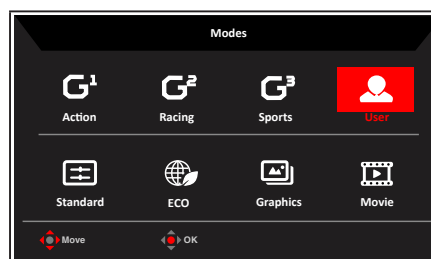 Modes
G¹ G² G³
Action Racing Sports User
Standard ECO Graphics Movie
Move OK